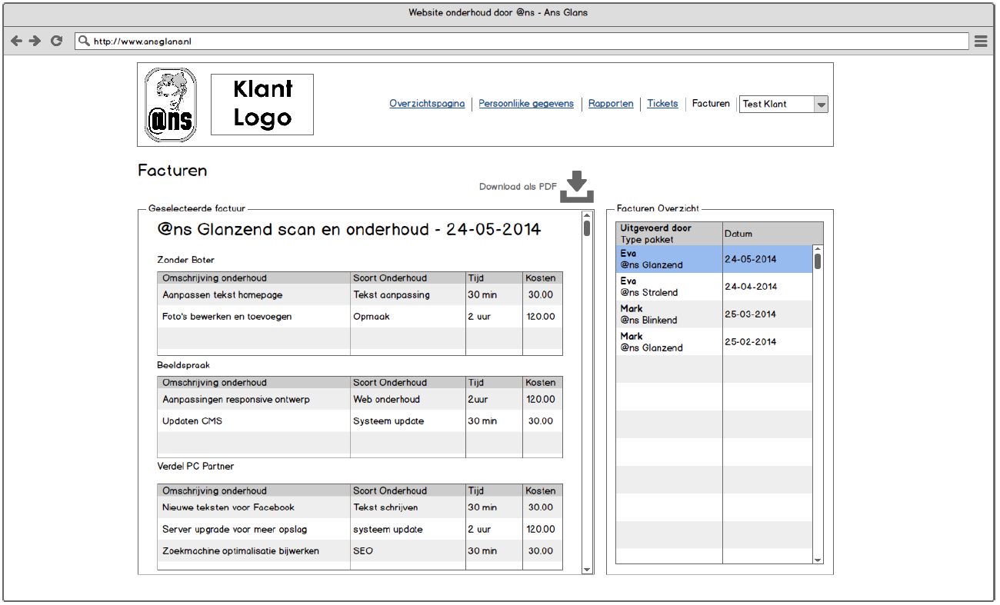 Website onderhoud door @ns - Ans Glans
http://www.ansglans.nl
@ns
Klant
Logo
Overzichtspagina Persoonlijke gegevens Rapporten Tickets Facturen Test Klant
Facturen
Download als PDF
Geselecteerde factuur
@ns Glanzend scan en onderhoud - 24-05-2014
Zonder Boter
Omschrijving onderhoud Soort Onderhoud Tijd Kosten
Aanpassen tekst homepage Tekst aanpassing 30 min 30.00
Foto's bewerken en toevoegen Opmaak 2 uur 120.00
Beeldspraak
Omschrijving onderhoud Soort Onderhoud Tijd Kosten
Aanpassingen responsive ontwerp Web onderhoud 2uur 120.00
Updaten CMS Systeem update 30 min 30.00
Verdel PC Partner
Omschrijving onderhoud Soort Onderhoud Tijd Kosten
Nieuwe teksten voor Facebook Tekst schrijven 30 min 30.00
Server upgrade voor meer opslag systeem update 2 uur 120.00
Zoekmachine optimalisatie bijwerken SEO 30 min 30.00
Facturen Overzicht
Uitgevoerd door
Type pakket Datum
Eva
@ns Glanzend 24-05-2014
Eva
@ns Stralend 24-04-2014
Mark
@ns Blinkend 25-03-2014
Mark
@ns Glanzend 25-02-2014